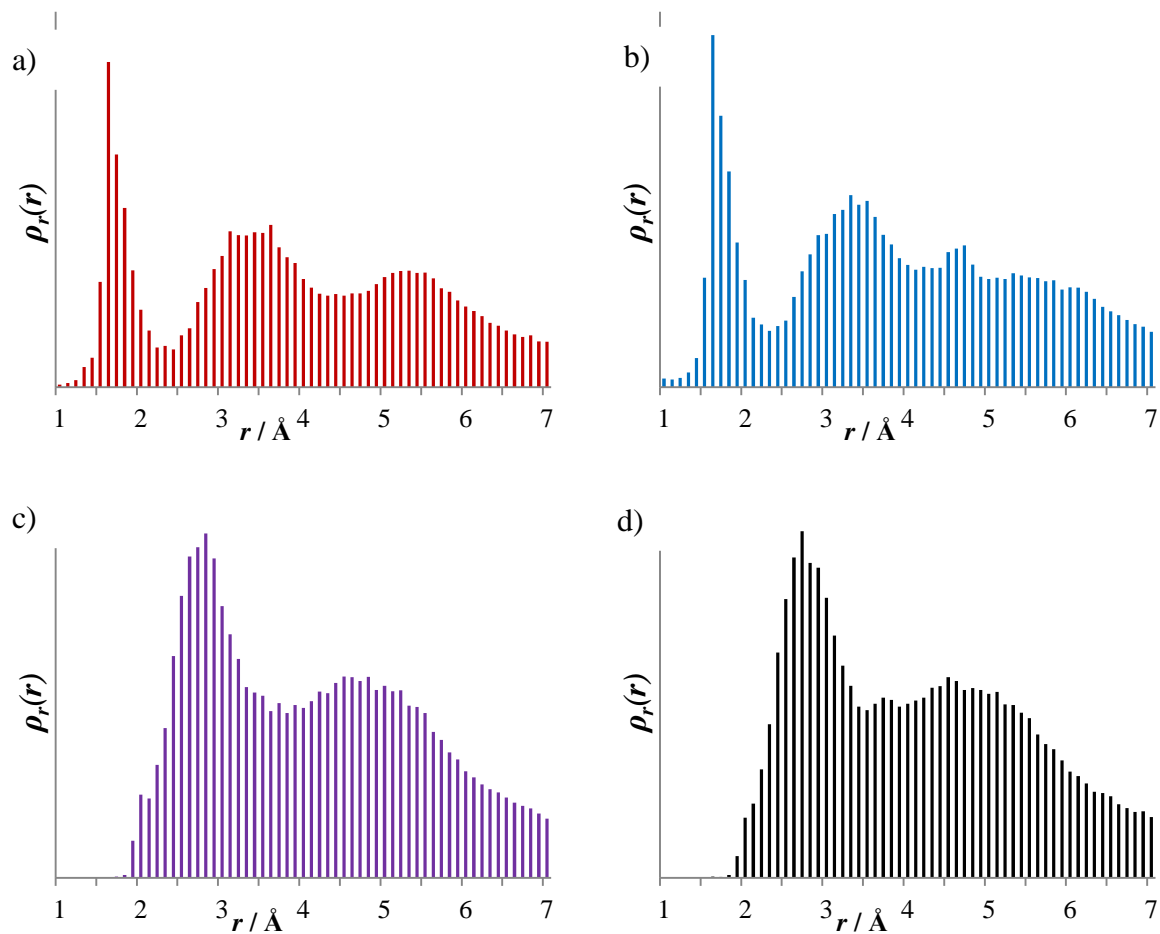 a)
ρr(r)
1 2 3 4 5 6 7
r / Å
b)
ρr(r)
1 2 3 4 5 6 7
r / Å
c)
ρr(r)
1 2 3 4 5 6 7
r / Å
d)
ρr(r)
1 2 3 4 5 6 7
r / Å